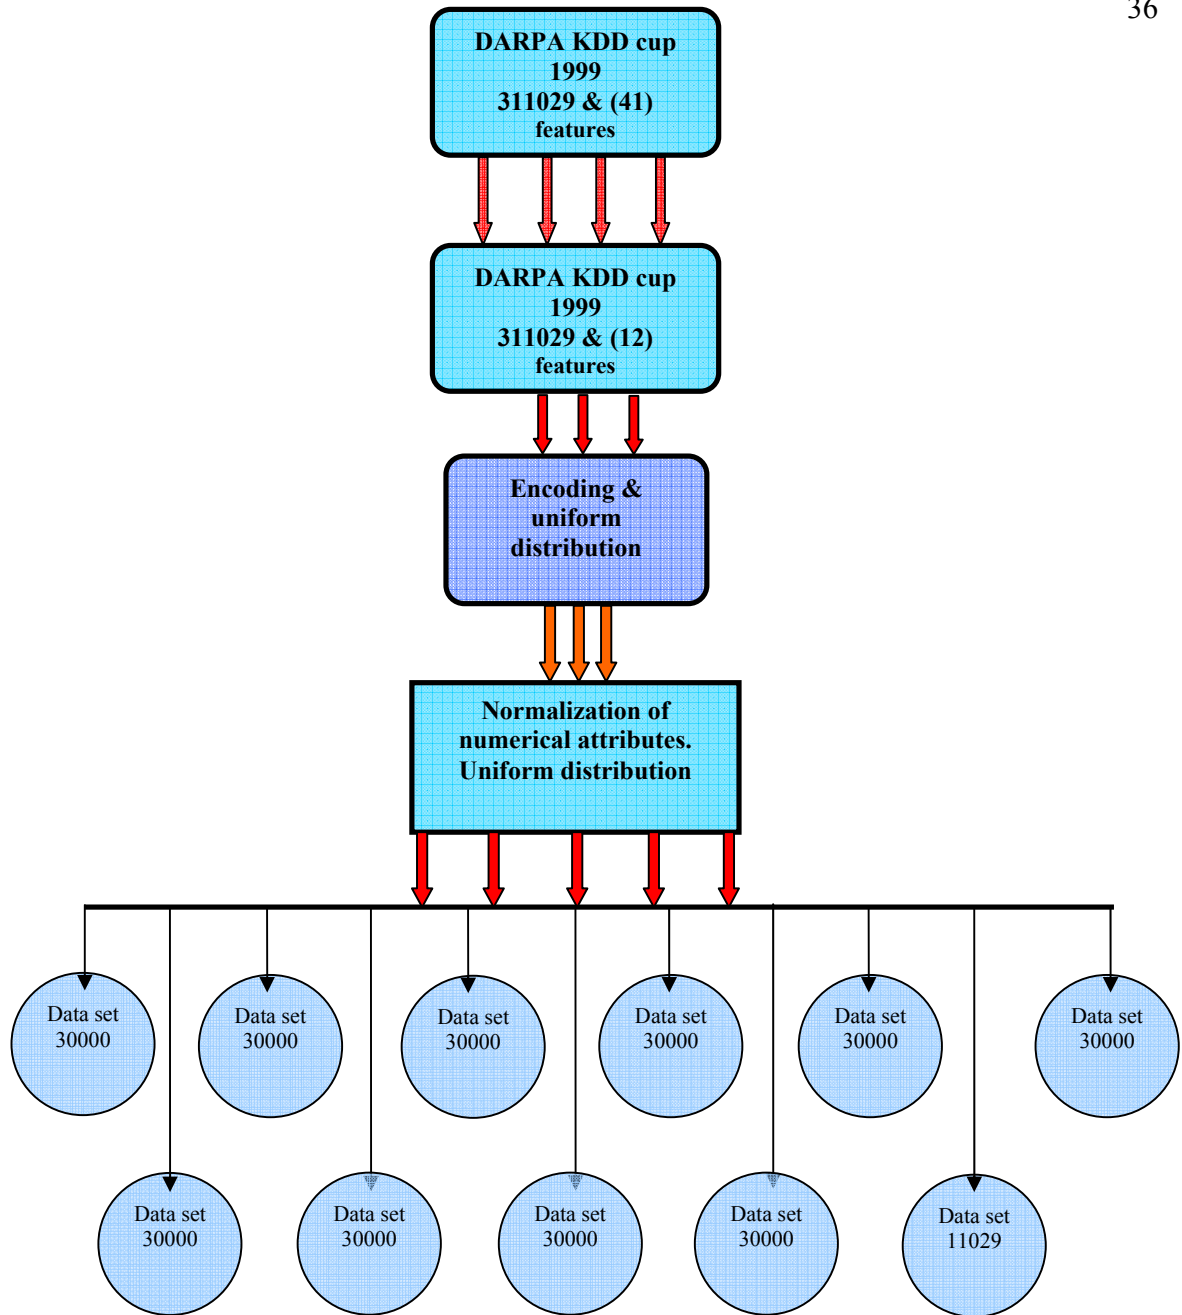 36
DARPA KDD cup
1999
311029 & (41)
features
DARPA KDD cup
1999
311029 & (12)
features
Encoding &
uniform
distribution
Normalization of
numerical attributes.
Uniform distribution
Data set
30000
Data set
30000
Data set
30000
Data set
30000
Data set
30000
Data set
30000
Data set
30000
Data set
30000
Data set
30000
Data set
30000
Data set
11029